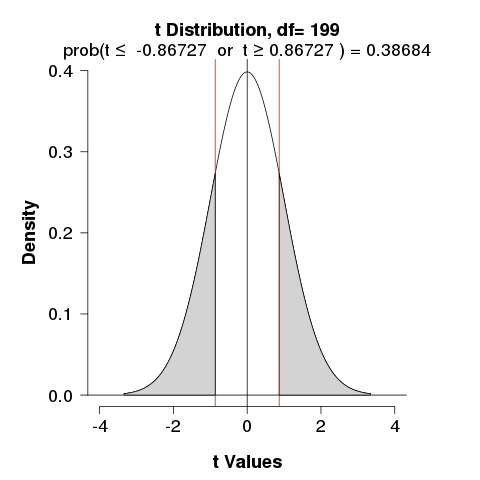 t Distribution, df= 199
prob(t ≤ -0.86727 or t ≥ 0.86727 ) = 0.38684
0.4
0.3
0.2
0.1
0.0
Density
-4 -2 0 2 4
t Values